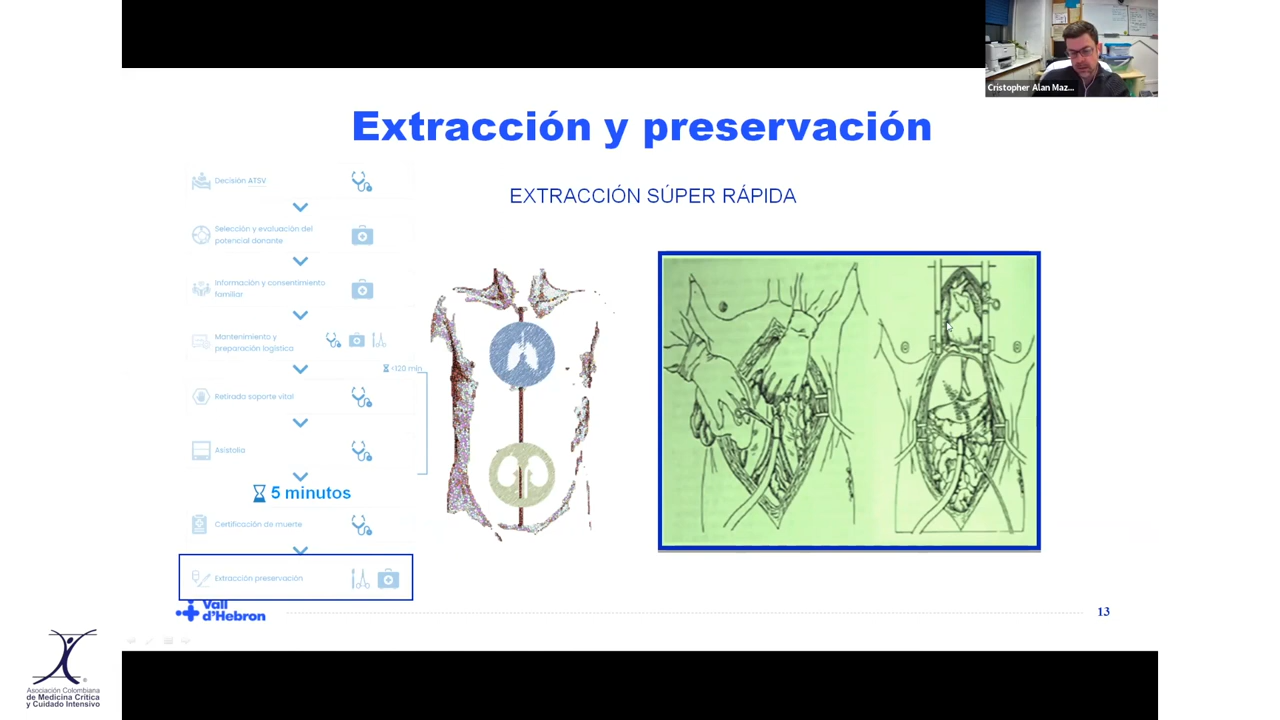 Cristopher Alan Maz...
Extracción y preservación
EXTRACCIÓN SÚPER RÁPIDA
Decisión ATSV
Selección y evaluación del
potencial donante
Información y consentimiento
familiar
Mantenimiento y
preparación logística
<120 min
Retirada soporte vital
Asistolia
5 minutos
Certificación de muerte
Extracción preservación
Vall
d'Hebron
13
Asociación Colombiana
de Medicina Crítica
y Cuidado Intensivo